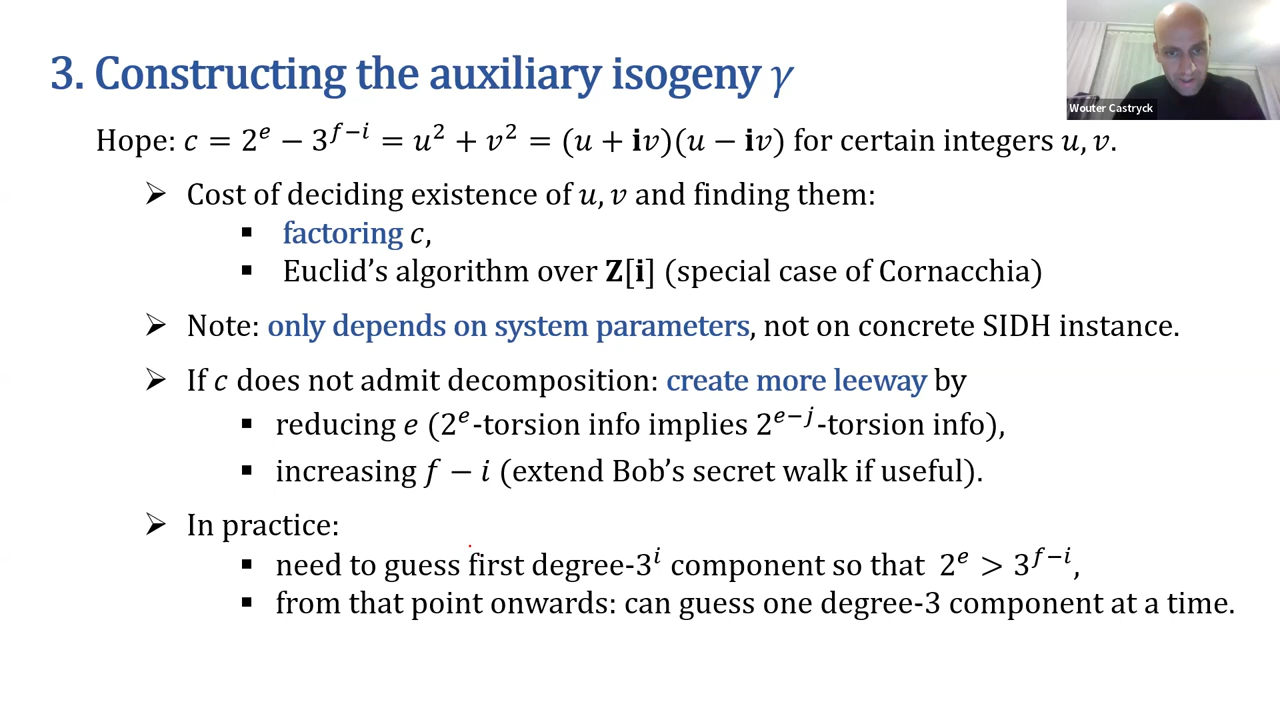 3. Constructing the auxiliary isogeny γ
Wouter Castryck
Hope: c = 2^e − 3^{f−i} = u² + v² = (u + iv)(u − iv) for certain integers u, v.
➢ Cost of deciding existence of u, v and finding them:
▪ factoring c,
▪ Euclid’s algorithm over Z[i] (special case of Cornacchia)
➢ Note: only depends on system parameters, not on concrete SIDH instance.
➢ If c does not admit decomposition: create more leeway by
▪ reducing e (2^e-torsion info implies 2^{e−j}-torsion info),
▪ increasing f − i (extend Bob’s secret walk if useful).
➢ In practice:
▪ need to guess first degree-3^i component so that 2^e > 3^{f−i},
▪ from that point onwards: can guess one degree-3 component at a time.